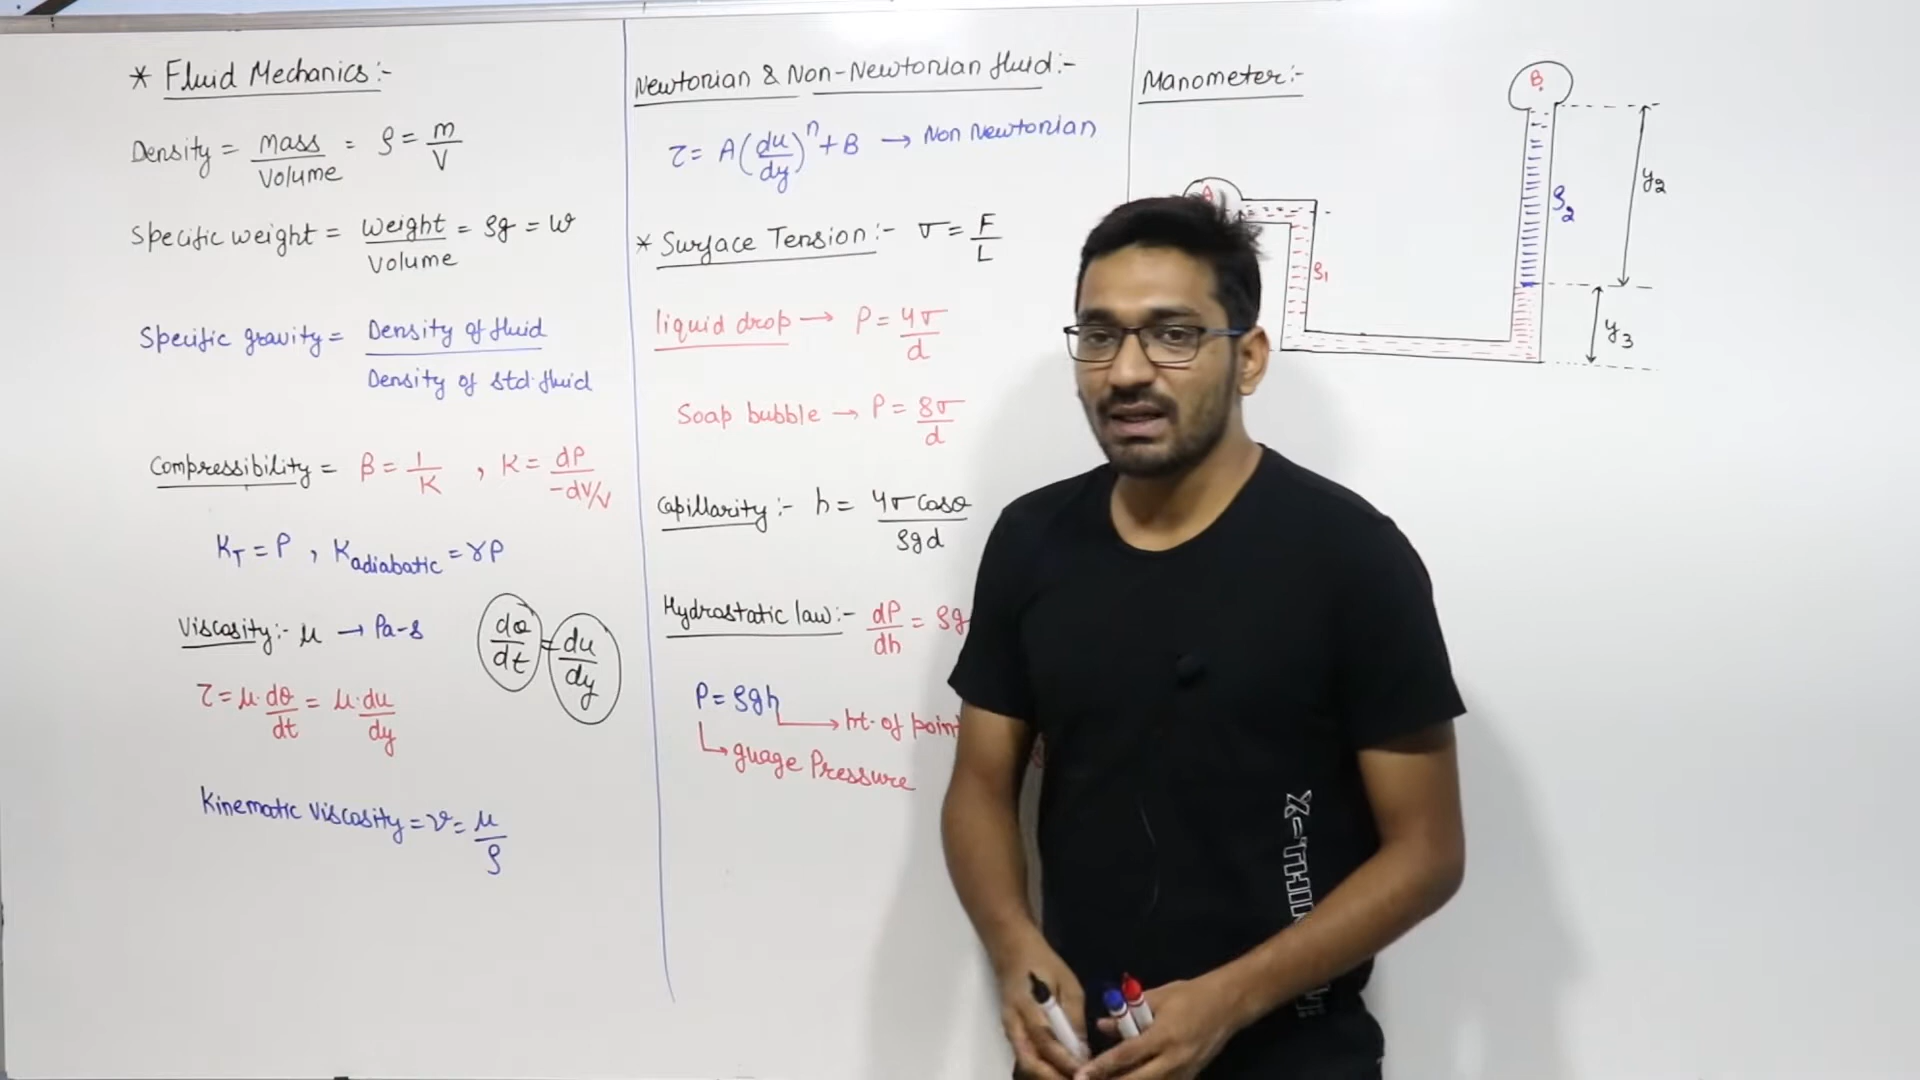 * Fluid Mechanics:-
Density = mass/Volume = ρ = m/V
Specific weight = weight/Volume = ρg = w
Specific gravity = Density of fluid/Density of std. fluid
Compressibility = β = 1/K , K = dP/-dV/V
K_T = P , K_adiabatic = γP
Viscosity:- μ → Pa-s
dθ/dt = du/dy
τ = μ·dθ/dt = μ·du/dy
Kinematic viscosity = ν = μ/ρ
Newtonian & Non-Newtonian fluid:-
τ = A(du/dy)^n + B → Non Newtonian
* Surface Tension:- σ = F/L
liquid drop → P = 4σ/d
Soap bubble → P = 8σ/d
Capillarity:- h = 4σ cosθ/ρgd
Hydrostatic law:- dP/dh = ρg
P = ρgh
→ ht. of point
→ guage Pressure
Manometer:-
B
A
ρ₁
ρ₂
y₂
y₃